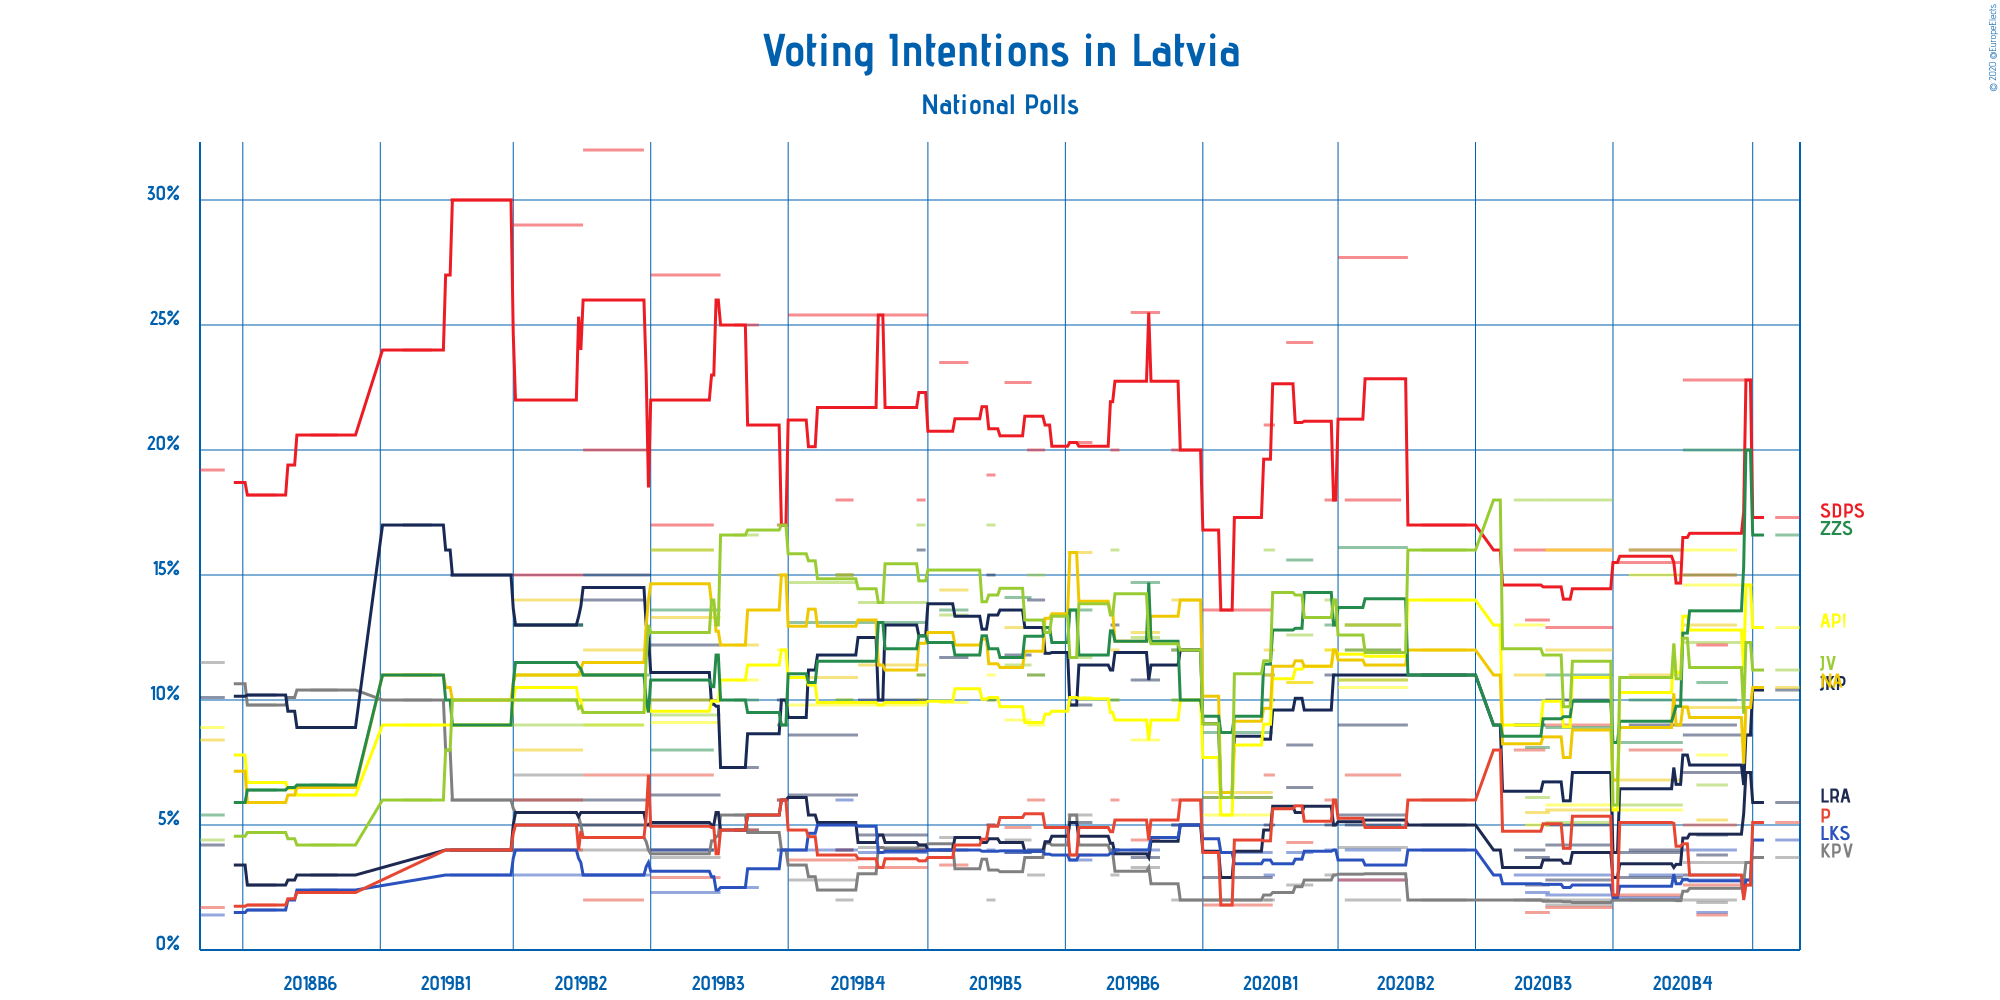 © 2020 @EuropeElects
Voting Intentions in Latvia
National Polls
30%
25%
20%
15%
10%
5%
0%
SDPS
ZZS
API
JV
JKP
LRA
P
LKS
KPV
2018B6
2019B1
2019B2
2019B3
2019B4
2019B5
2019B6
2020B1
2020B2
2020B3
2020B4